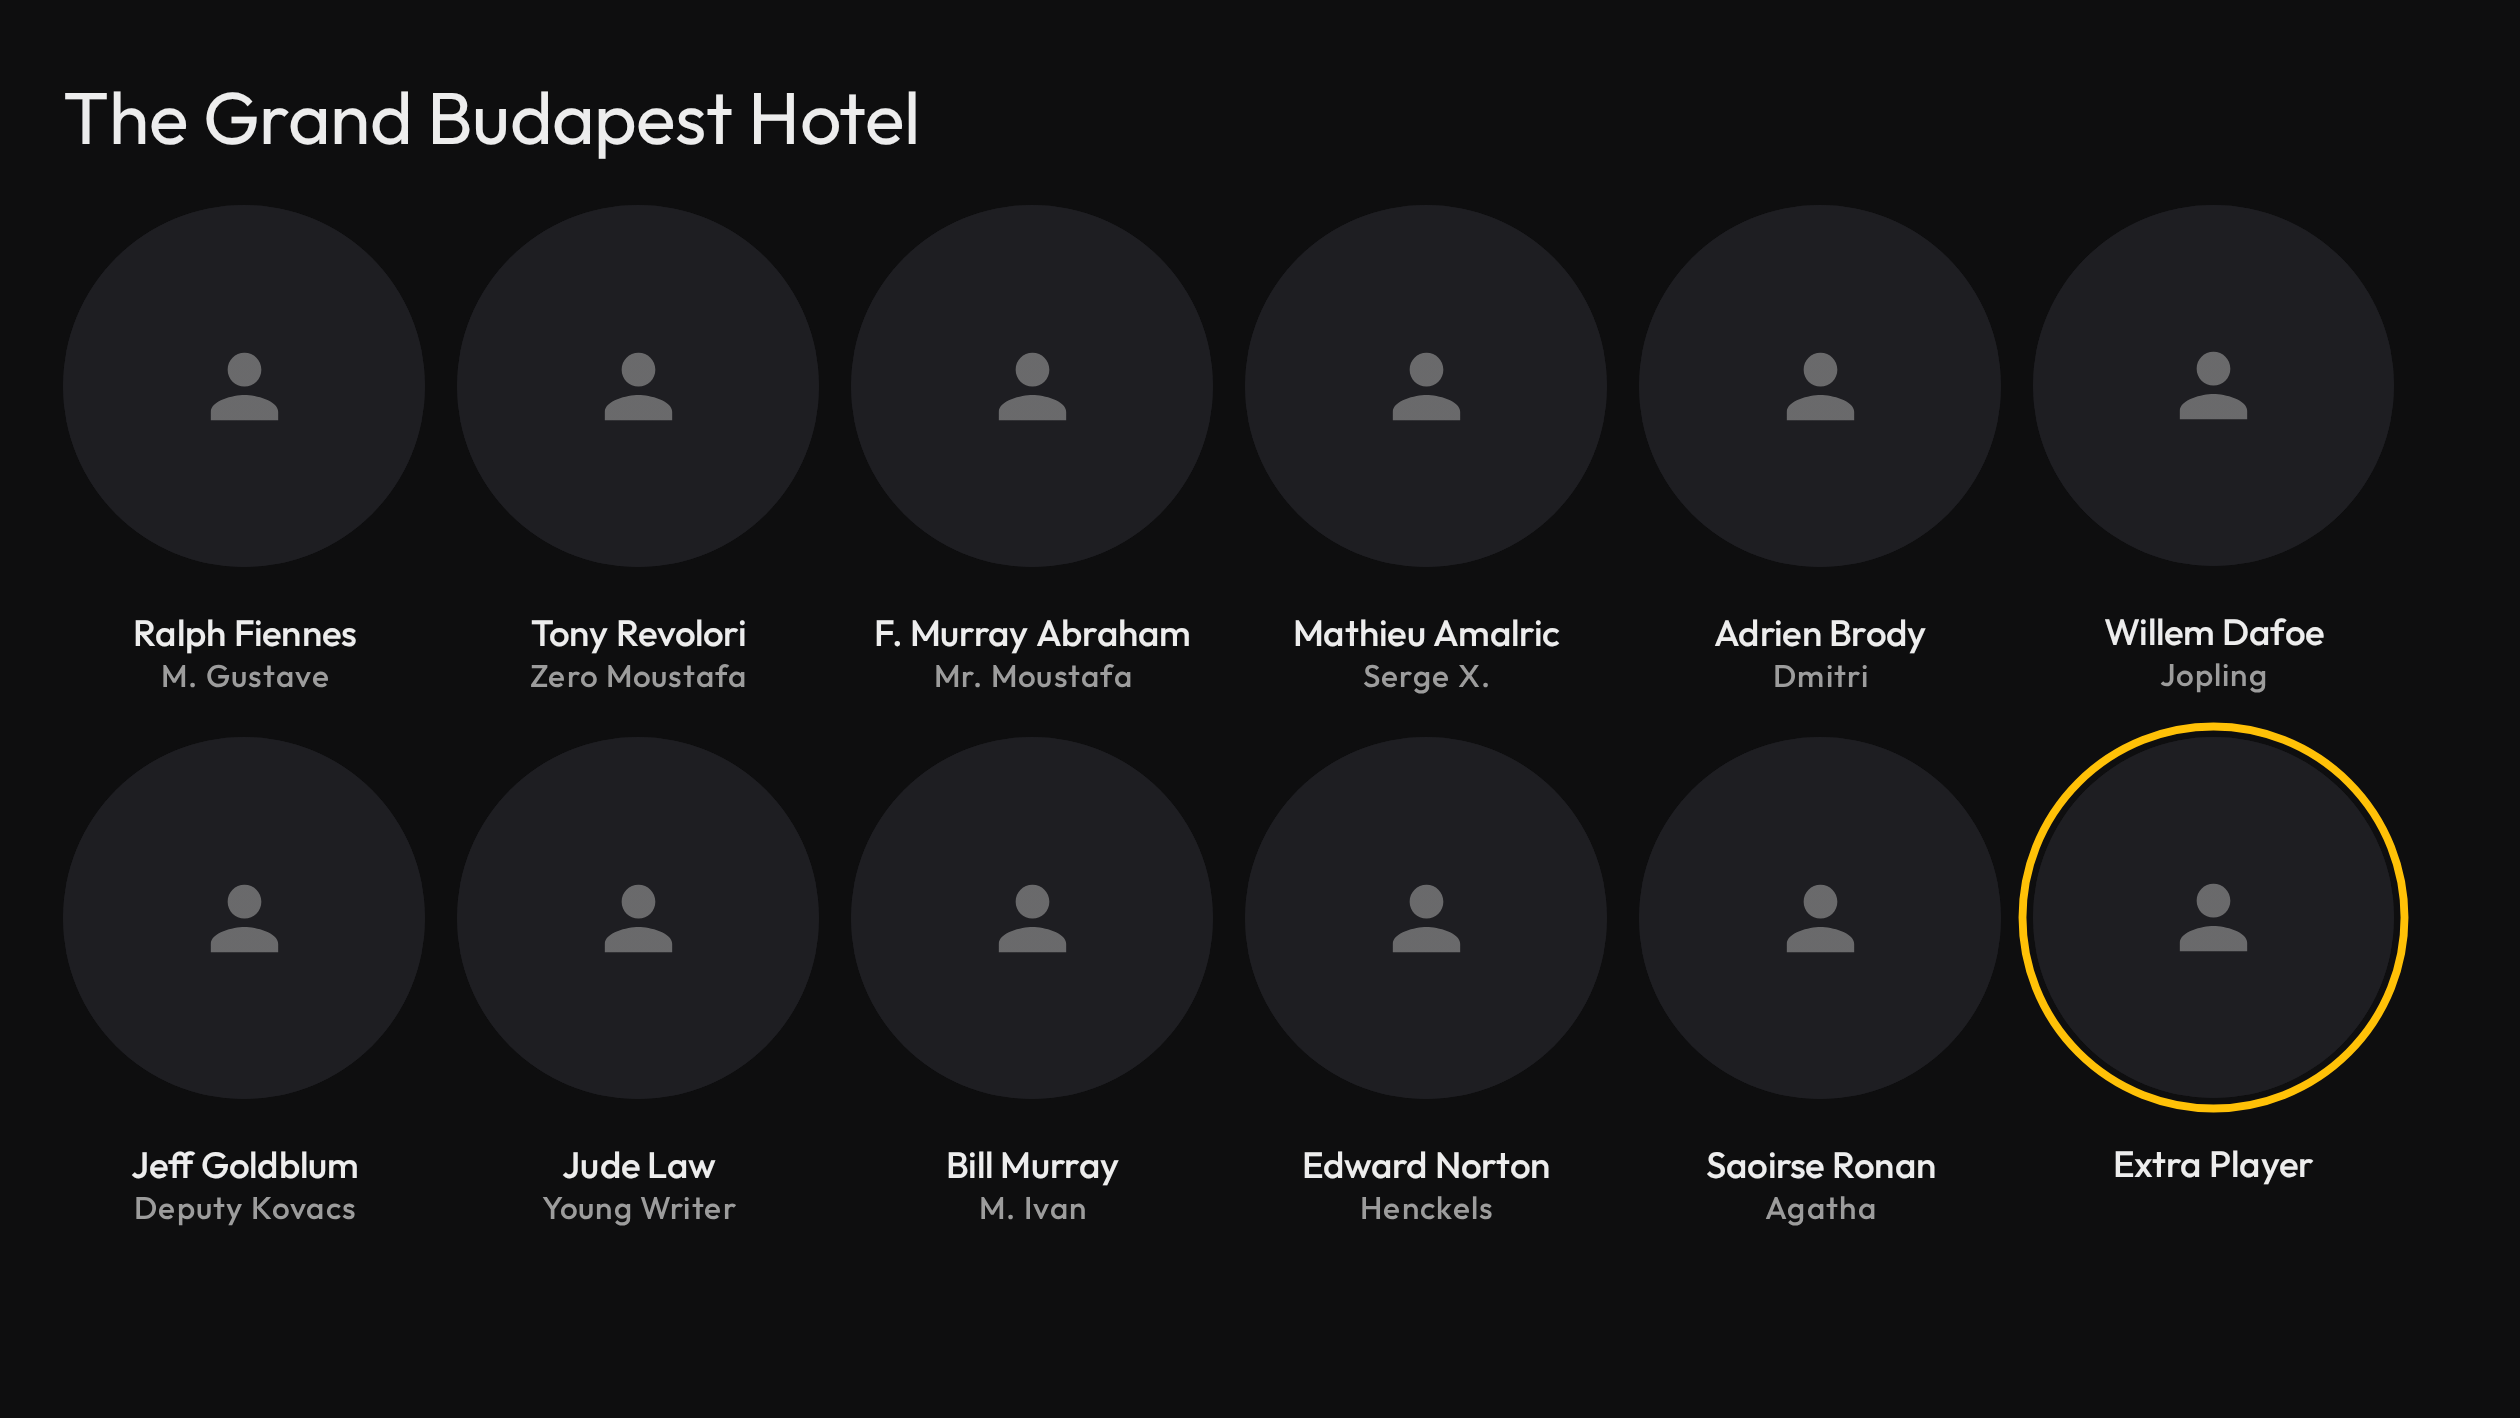 The Grand Budapest Hotel
Ralph Fiennes
M. Gustave
Tony Revolori
Zero Moustafa
F. Murray Abraham
Mr. Moustafa
Mathieu Amalric
Serge X.
Adrien Brody
Dmitri
Willem Dafoe
Jopling
Jeff Goldblum
Deputy Kovacs
Jude Law
Young Writer
Bill Murray
M. Ivan
Edward Norton
Henckels
Saoirse Ronan
Agatha
Extra Player